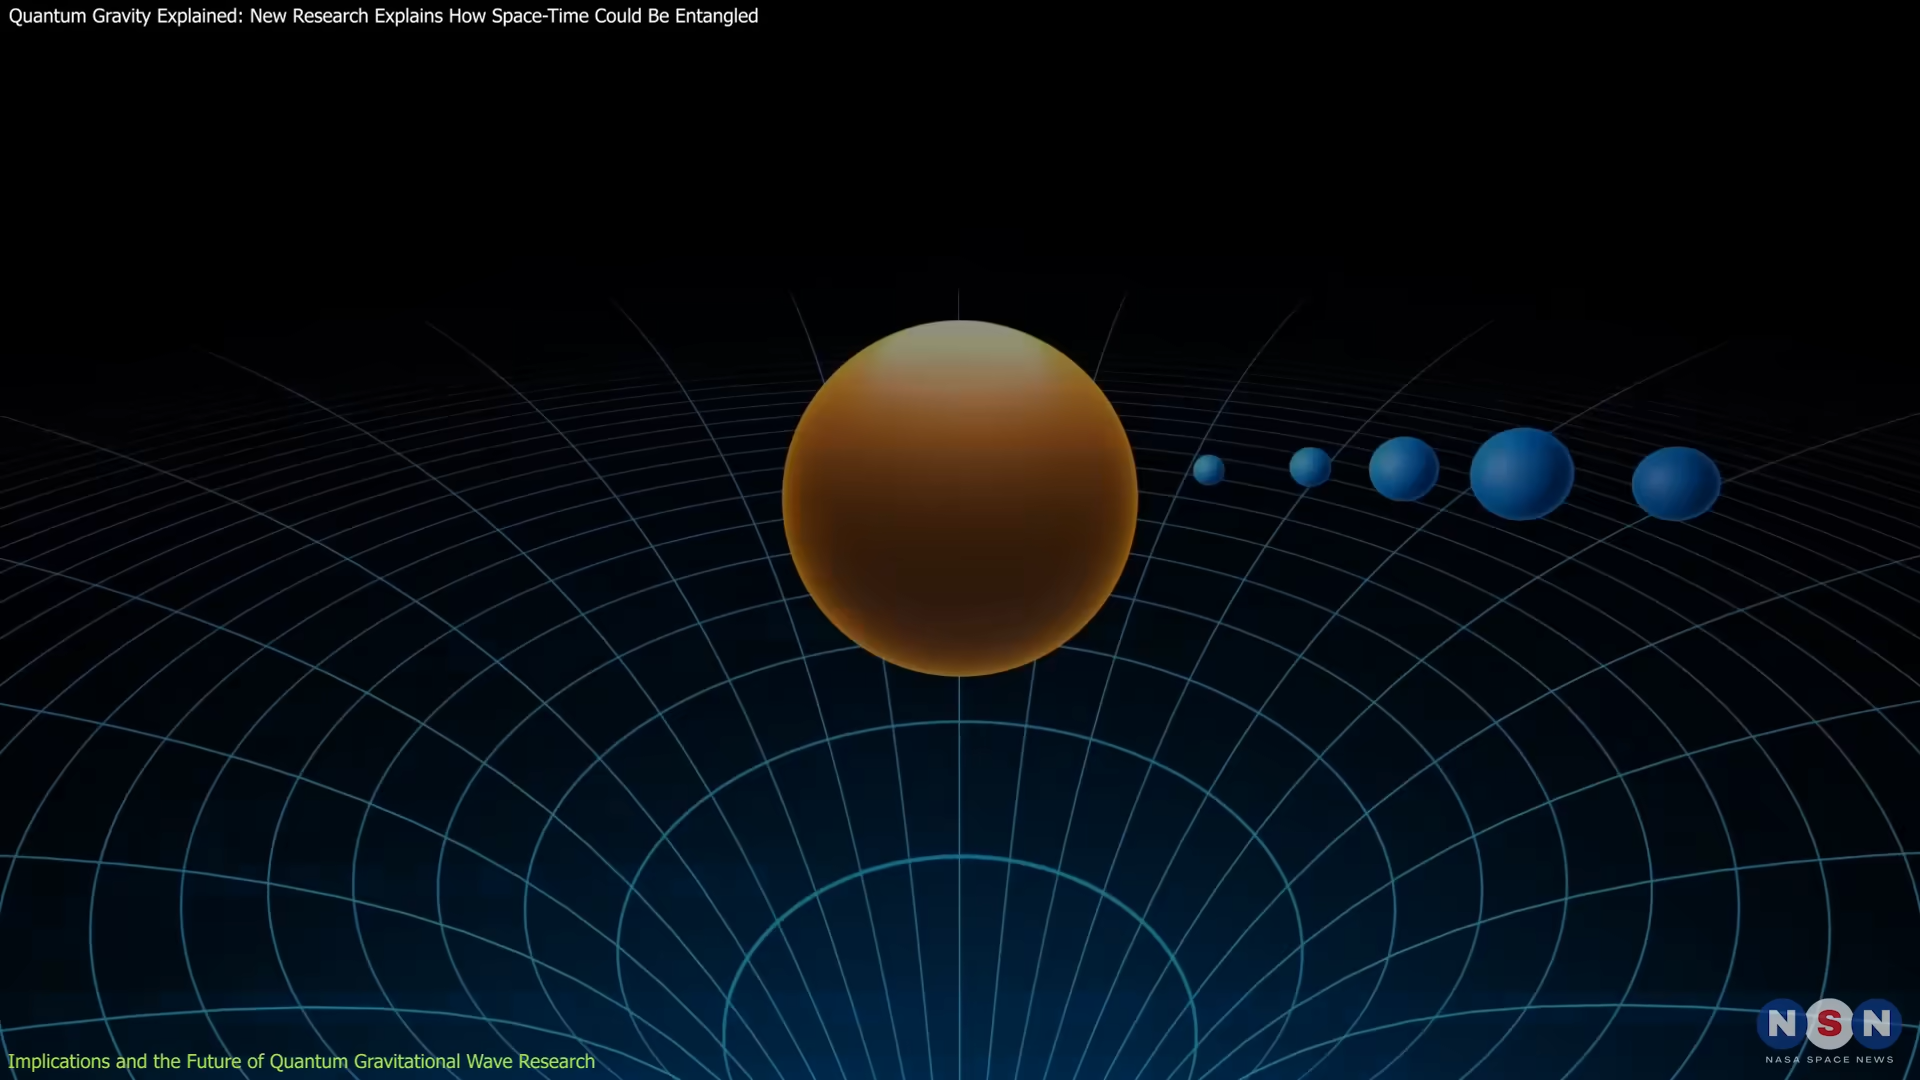 Quantum Gravity Explained: New Research Explains How Space-Time Could Be Entangled
NSN
NASA SPACE NEWS
Implications and the Future of Quantum Gravitational Wave Research